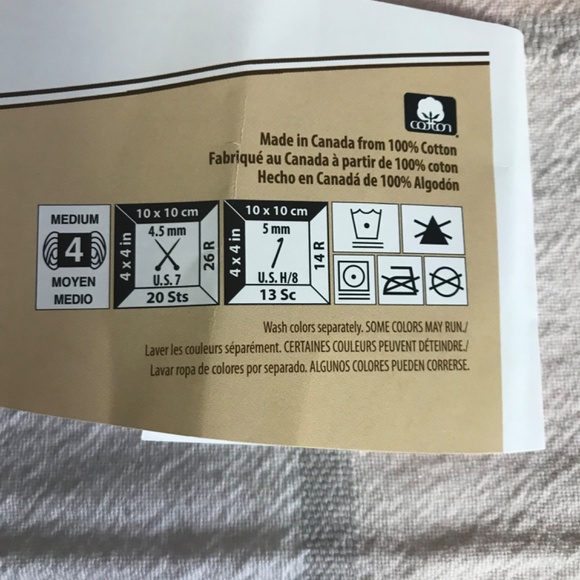 cotton
Made in Canada from 100% Cotton
Fabriqué au Canada à partir de 100% coton
Hecho en Canadá de 100% Algodón
MEDIUM
4
MOYEN
MEDIO
10 x 10 cm
4 x 4 in
4.5 mm
U.S. 7
26 R
20 Sts
10 x 10 cm
4 x 4 in
5 mm
U.S. H/8
14 R
13 Sc
Wash colors separately. SOME COLORS MAY RUN./
Laver les couleurs séparément. CERTAINES COULEURS PEUVENT DÉTEINDRE./
Lavar ropa de colores por separado. ALGUNOS COLORES PUEDEN CORRERSE.